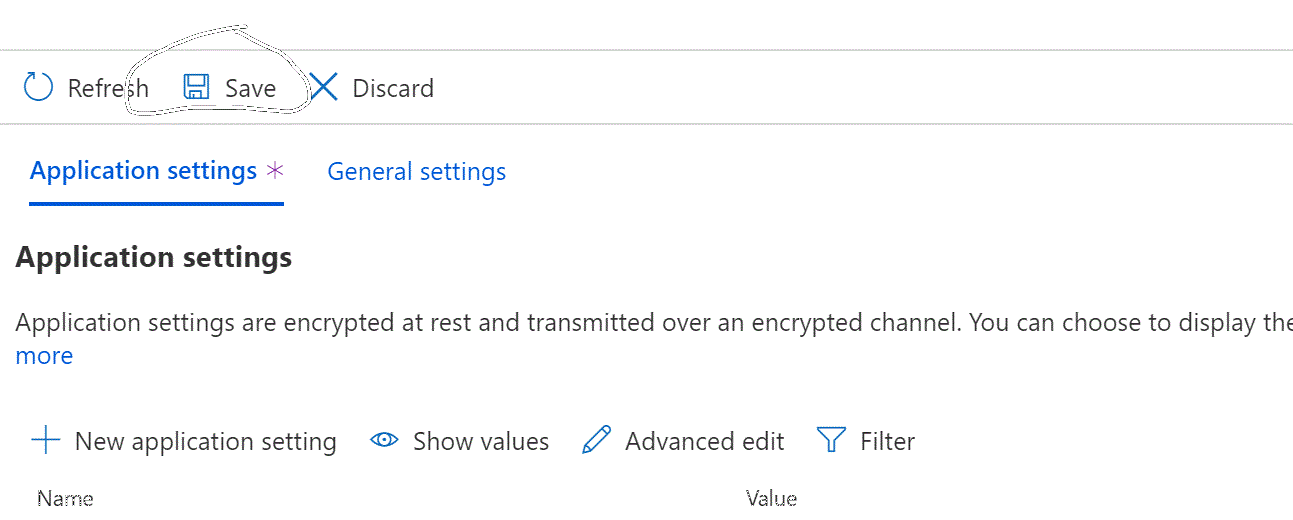 Refresh Save Discard
Application settings * General settings
Application settings
Application settings are encrypted at rest and transmitted over an encrypted channel. You can choose to display the
more
New application setting Show values Advanced edit Filter
Name Value